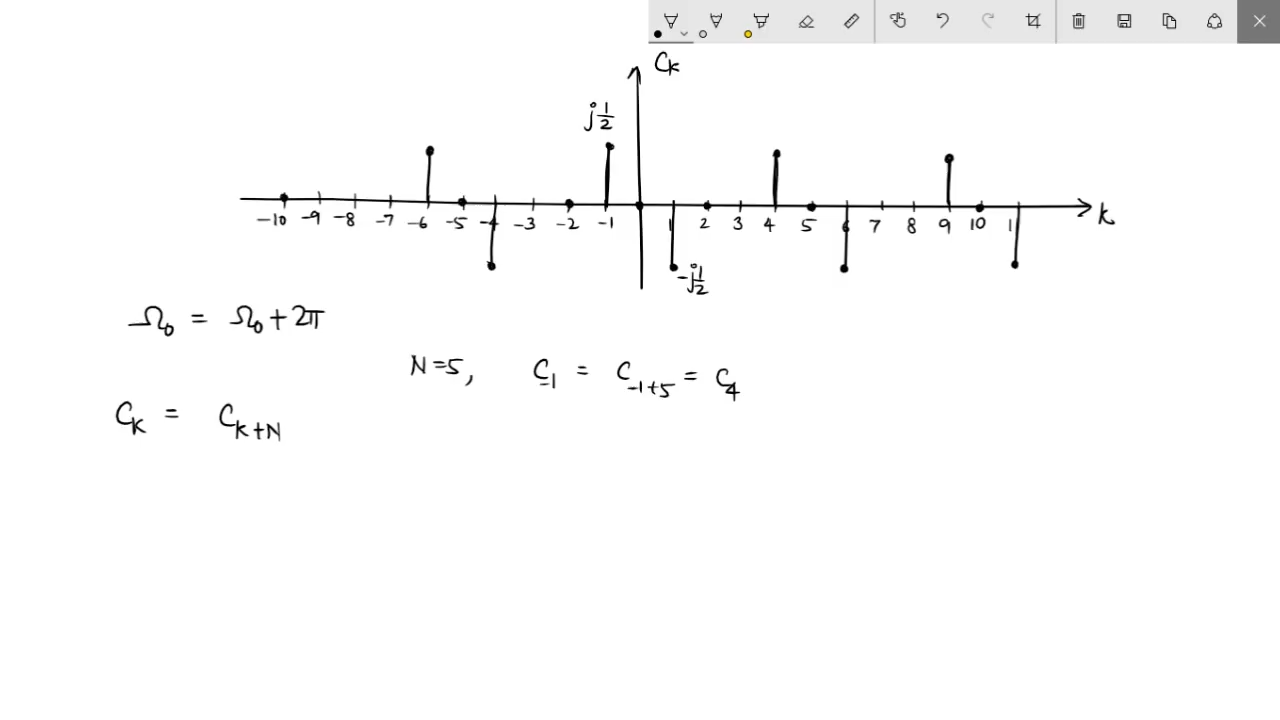 Ck
j1/2
-10 -9 -8 -7 -6 -5 -4 -3 -2 -1 1 2 3 4 5 6 7 8 9 10 11 k
-j1/2
Ω₀ = Ω₀ + 2π
N=5, C₋₁ = C₋₁₊₅ = C₄
Cₖ = Cₖ₊N